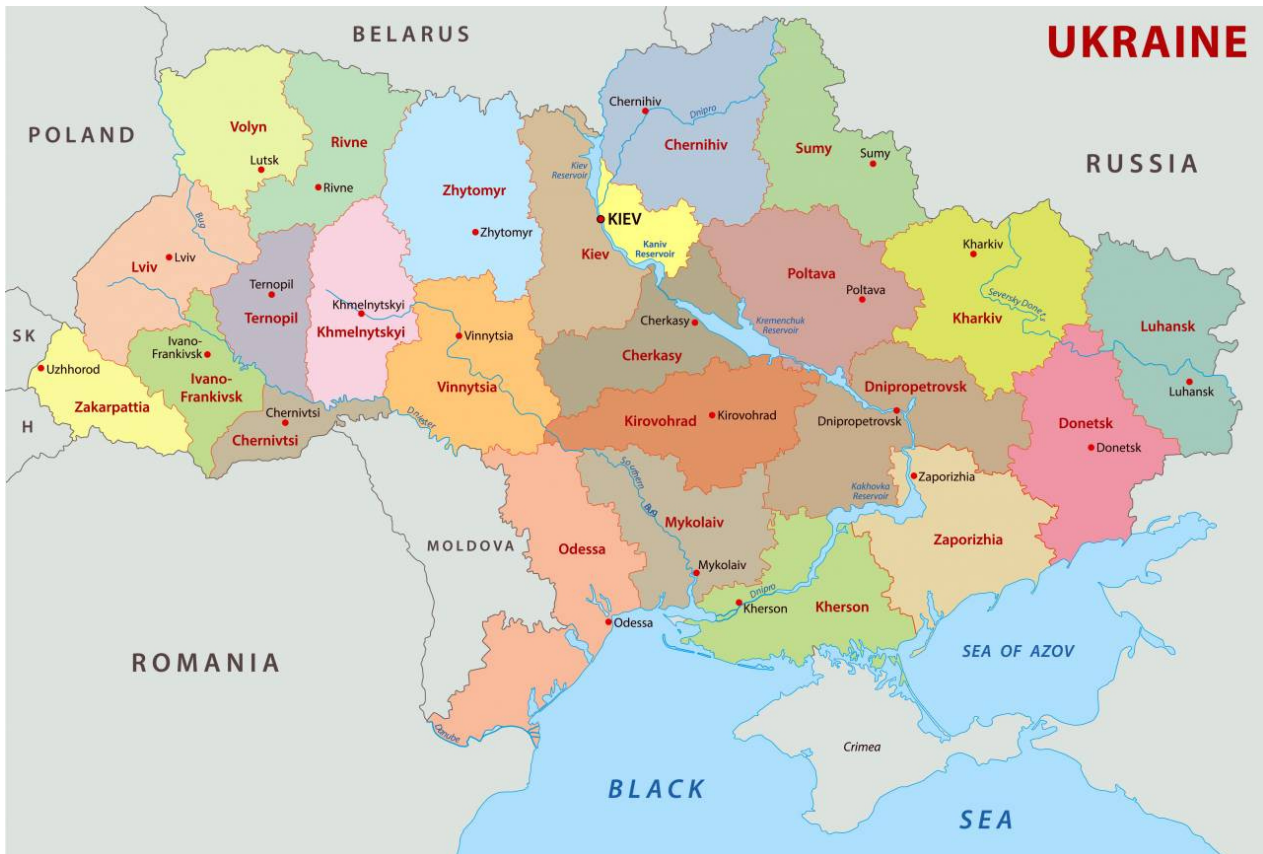 UKRAINE
BELARUS
POLAND
RUSSIA
Volyn
Lutsk
Rivne
Rivne
Zhytomyr
Zhytomyr
Chernihiv
Dnipro
Chernihiv
Sumy
Sumy
Kiev
Reservoir
KIEV
Kiev
Kaniv
Reservoir
Bug
Lviv
Lviv
Ternopil
Ternopil
Khmelnytskyi
Khmelnytskyi
Vinnytsia
Vinnytsia
Cherkasy
Cherkasy
Poltava
Poltava
Kremenchuk
Reservoir
Kharkiv
Seversky Donets
Kharkiv
Luhansk
Luhansk
SK
Uzhhorod
Zakarpattia
H
Ivano-
Frankivsk
Ivano-
Frankivsk
Chernivtsi
Chernivtsi
Dniester
Kirovohrad
Kirovohrad
Dnipropetrovsk
Dnipropetrovsk
Donetsk
Donetsk
Zaporizhia
Kakhovka
Reservoir
Zaporizhia
Southern
Bug
Mykolaiv
Mykolaiv
MOLDOVA
Odessa
Odessa
Dnipro
Kherson
Kherson
ROMANIA
SEA OF AZOV
Danube
Crimea
BLACK
SEA